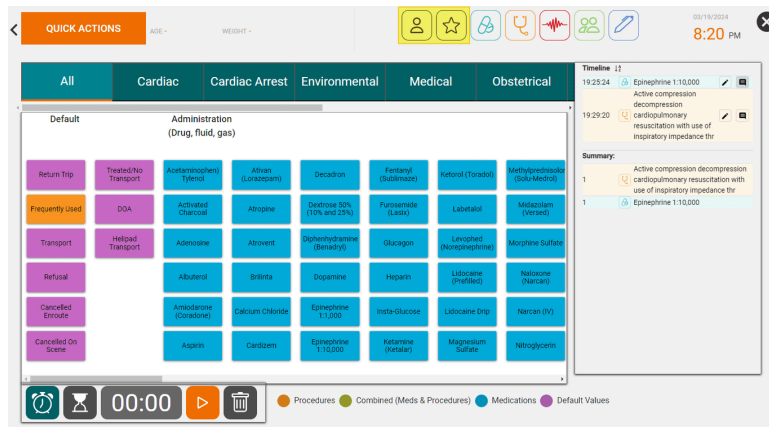 QUICK ACTIONS
AGE -
WEIGHT -
03/19/2024
8:20 PM
All
Cardiac
Cardiac Arrest
Environmental
Medical
Obstetrical
Default
Administration
(Drug, fluid, gas)
Return Trip
Treated/No
Transport
Acetaminophen)
Tylenol
Ativan
(Lorazepam)
Decadron
Fentanyl
(Sublimaze)
Ketorol (Toradol)
Methylprednisolor
(Solu-Medrol)
Frequently Used
DOA
Activated
Charcoal
Atropine
Dextrose 50%
(10% and 25%)
Furosemide
(Lasix)
Labetalol
Midazolam
(Versed)
Transport
Helipad
Transport
Adenosine
Atrovent
Diphenhydramine
(Benadryl)
Glucagon
Levophed
(Norepinephrine)
Morphine Sulfate
Refusal
Albuterol
Brilinta
Dopamine
Heparin
Lidocaine
(Prefilled)
Naloxone
(Narcan)
Cancelled
Enroute
Amiodarone
(Coradone)
Calcium Chloride
Epinephrine
1:1,000
Insta-Glucose
Lidocaine Drip
Narcan (IV)
Cancelled On
Scene
Aspirin
Cardizem
Epinephrine
1:10,000
Ketamine
(Ketalar)
Magnesium
Sulfate
Nitroglycerin
Timeline
19:25:24
Epinephrine 1:10,000
19:29:20
Active compression
decompression
cardiopulmonary
resuscitation with use of
inspiratory impedance thr
Summary:
1
Active compression decompression
cardiopulmonary resuscitation with
use of inspiratory impedance thr
1
Epinephrine 1:10,000
00:00
Procedures
Combined (Meds & Procedures)
Medications
Default Values